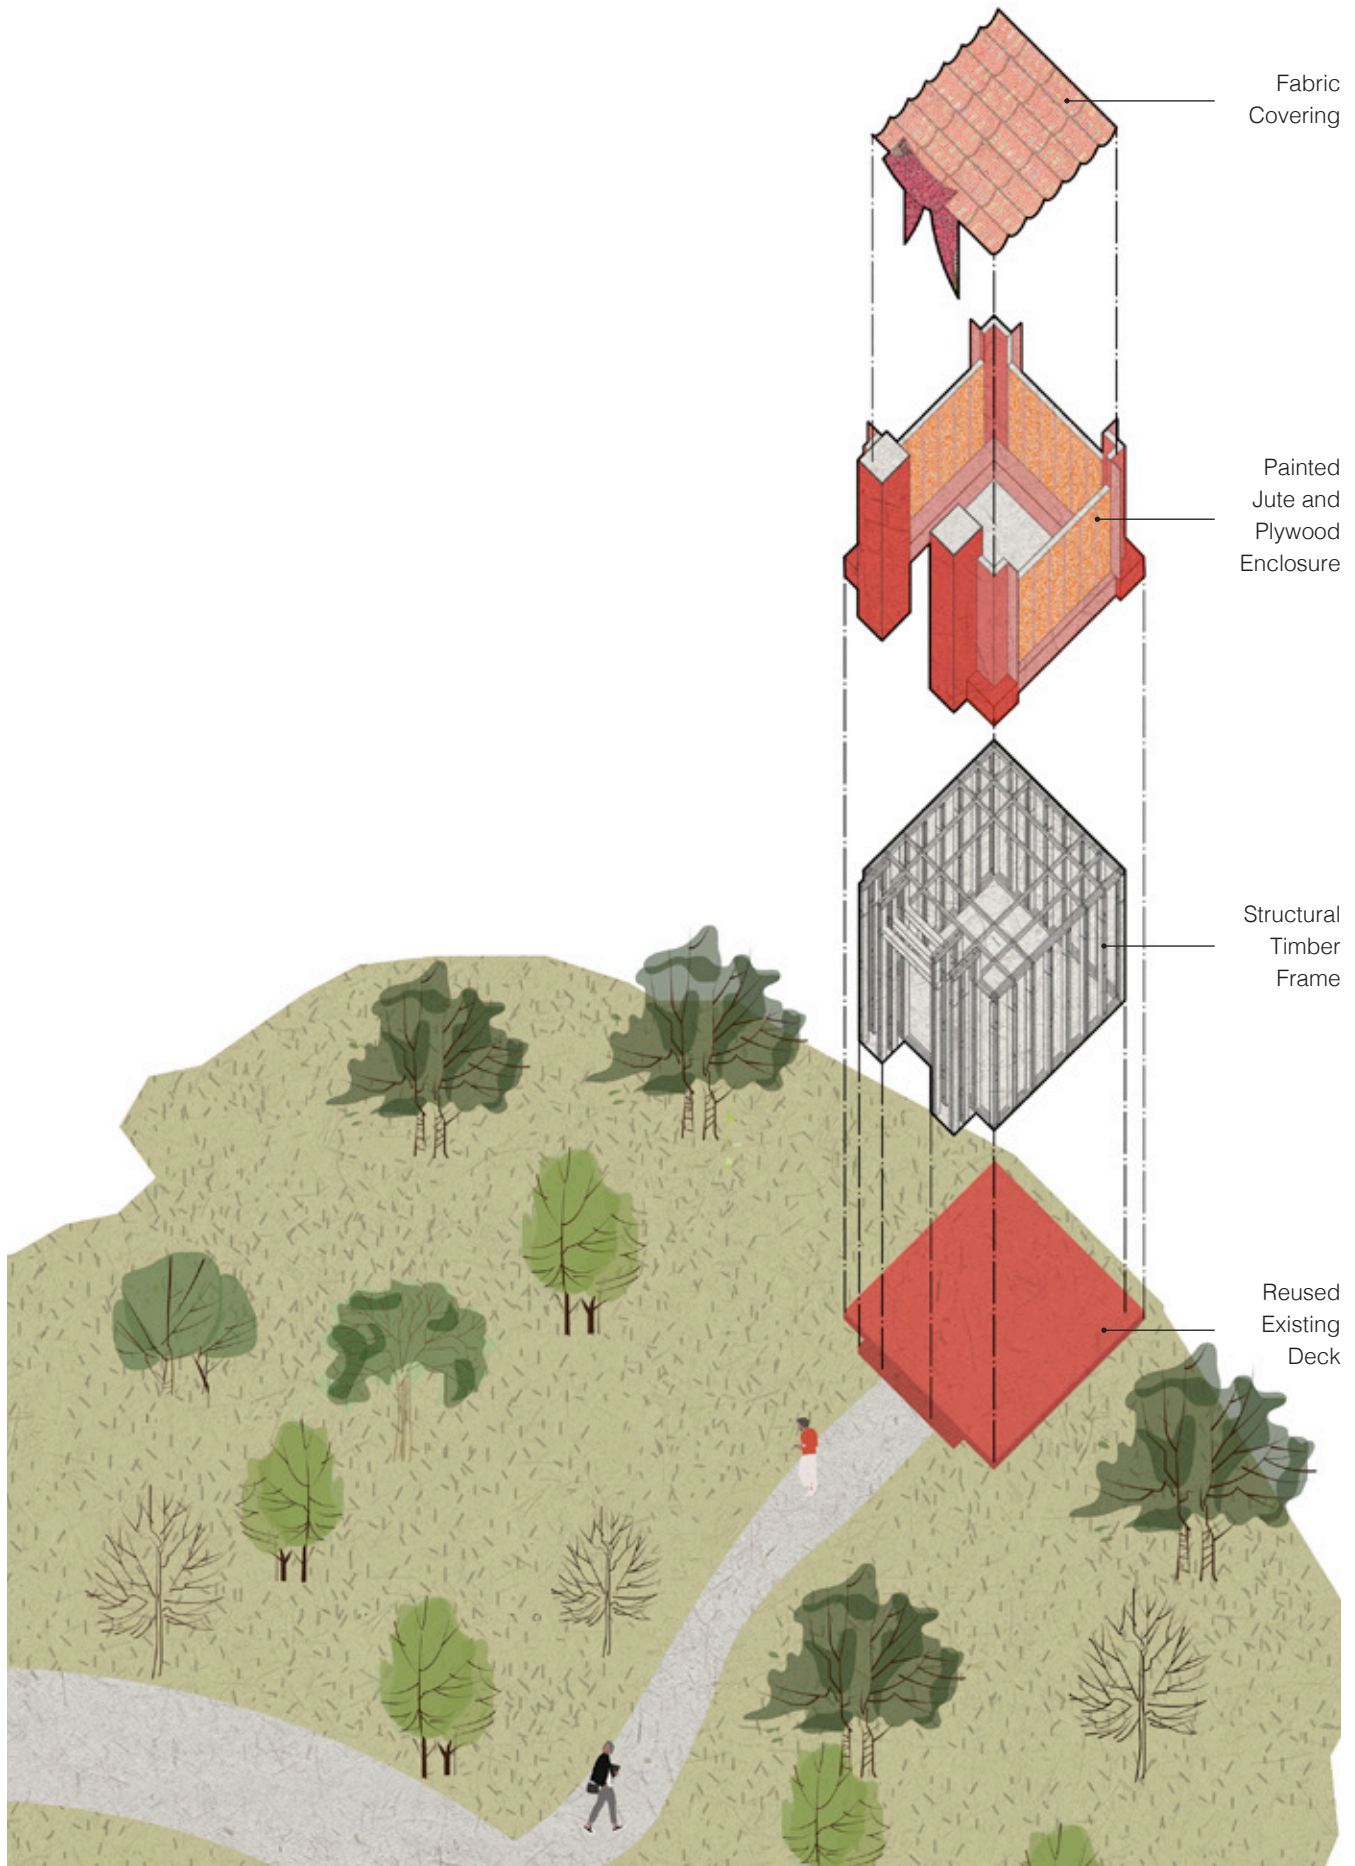 Fabric
Covering
Painted
Jute and
Plywood
Enclosure
Structural
Timber
Frame
Reused
Existing
Deck